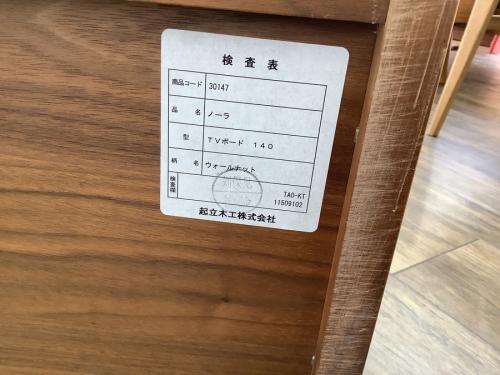 検査表
商品コード 30147
品名 ノーラ
型 TVボード 140
柄名 ウォールナット
検査課
TAO-KT
11509102
起立木工株式会社